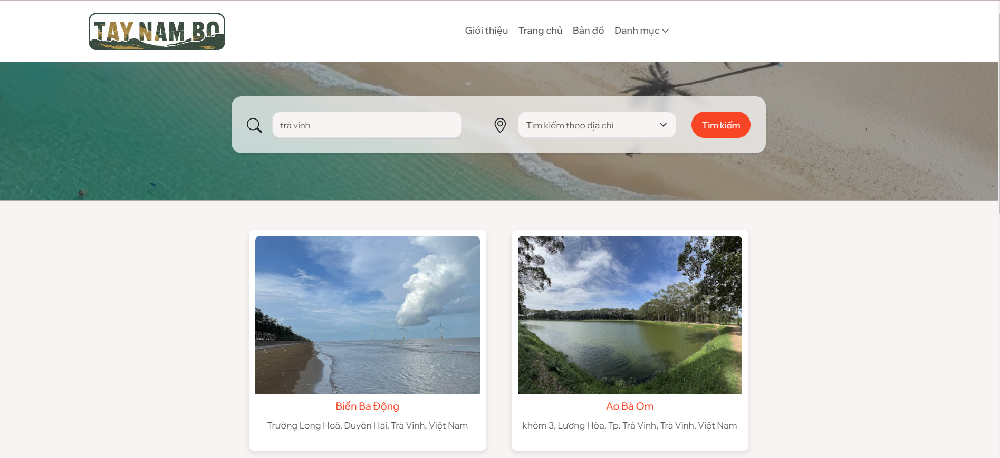 TAY NAM BO
Giới thiệu Trang chủ Bản đồ Danh mục
trà vinh
Tìm kiếm theo địa chỉ
Tìm kiếm
Biển Ba Động
Trường Long Hoà, Duyên Hải, Trà Vinh, Việt Nam
Ao Bà Om
khóm 3, Lương Hòa, Tp. Trà Vinh, Trà Vinh, Việt Nam